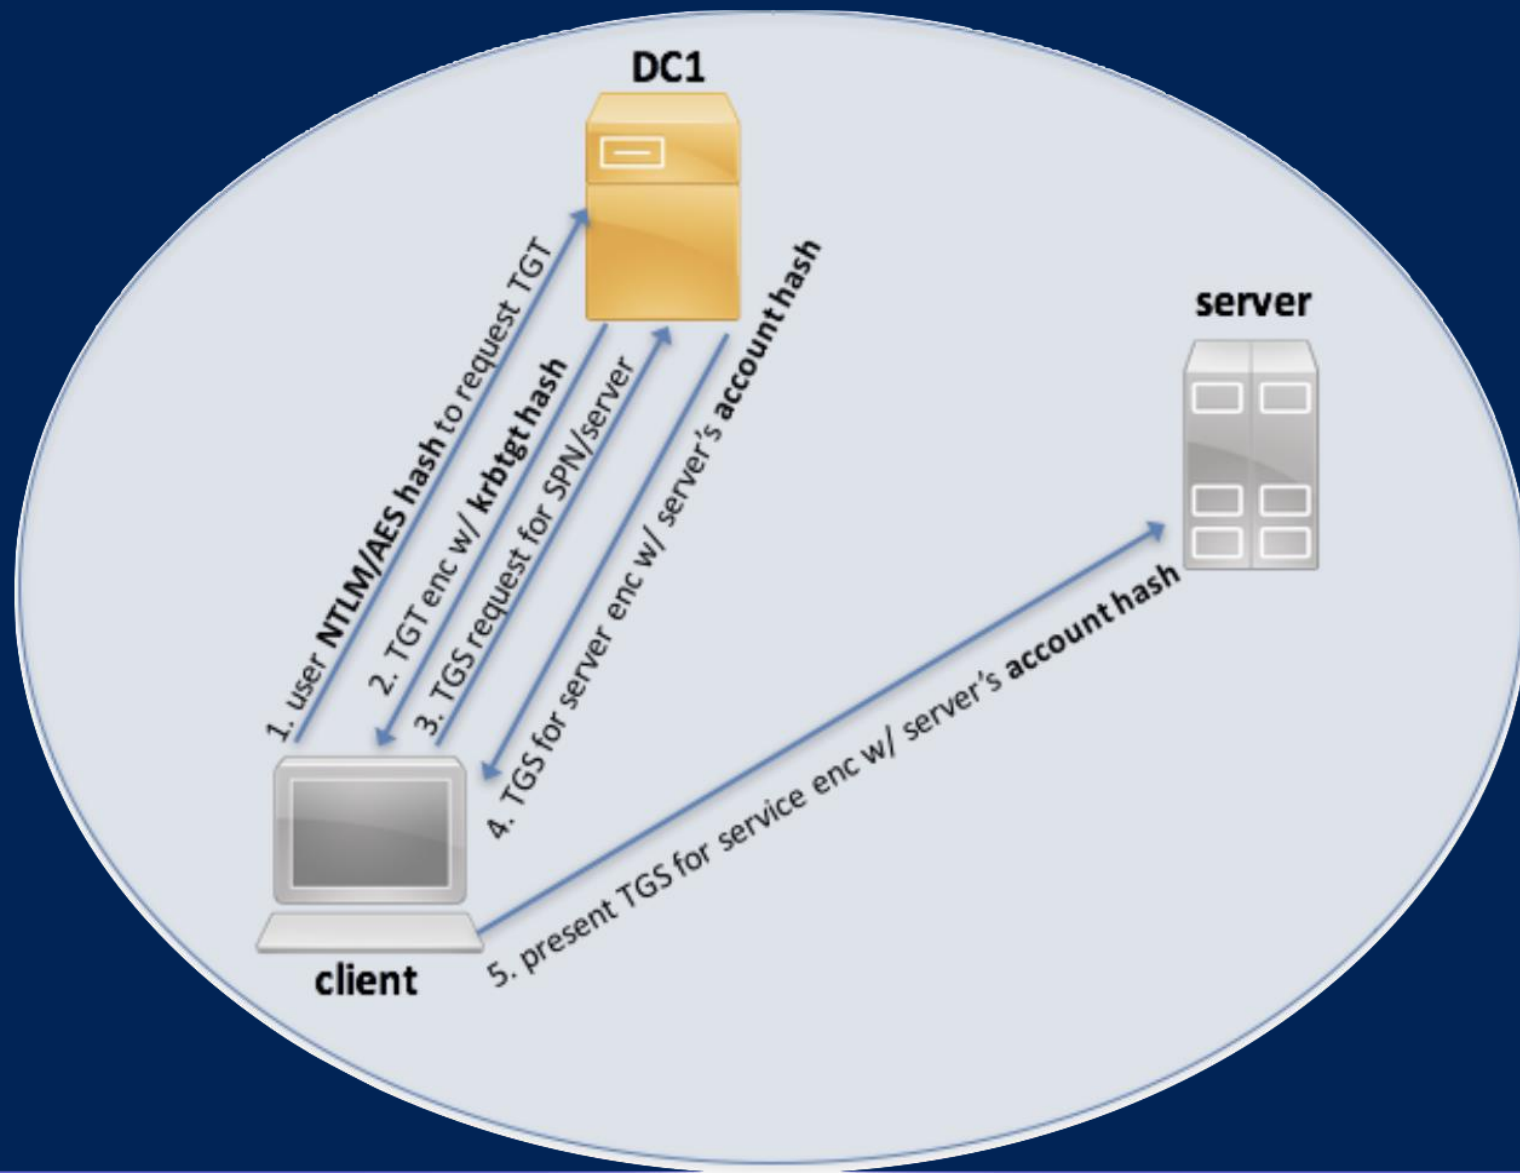 DC1
server
1. user NTLM/AES hash to request TGT
2. TGT enc w/ krbtgt hash
3. TGS request for SPN/server
4. TGS for server enc w/ server's account hash
5. present TGS for service enc w/ server's account hash
client